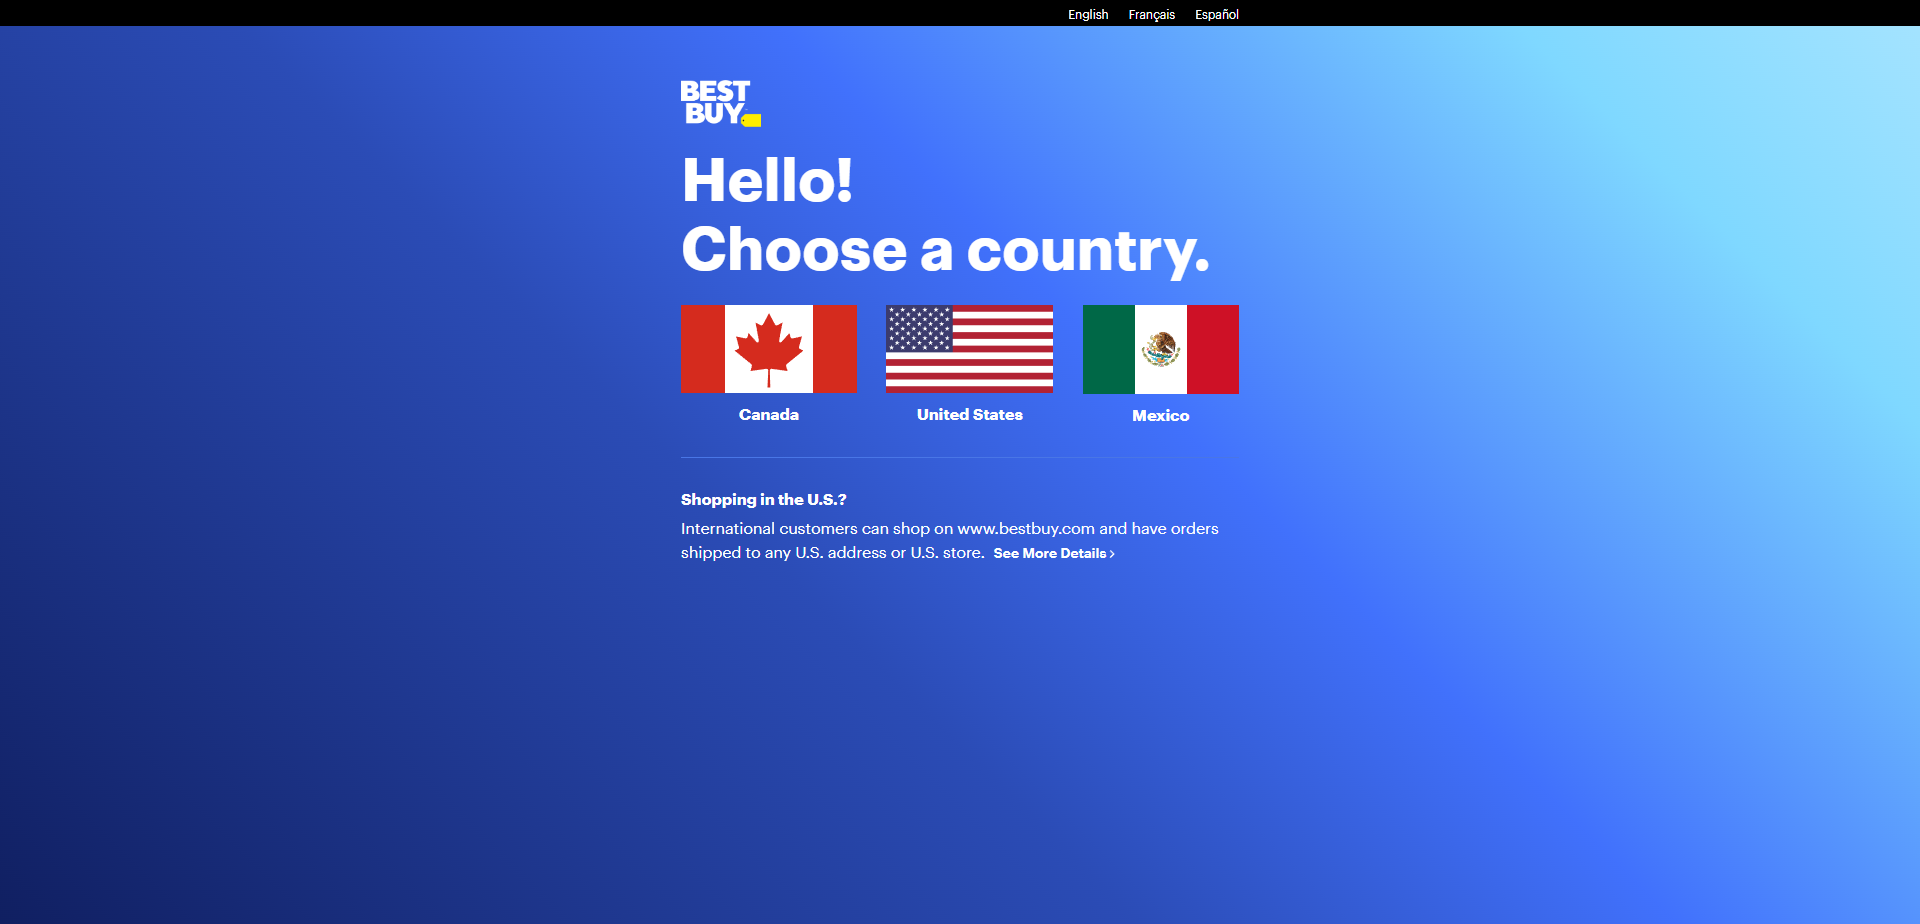 English Français Español
BEST
BUY
Hello!
Choose a country.
Canada United States Mexico
Shopping in the U.S.?
International customers can shop on www.bestbuy.com and have orders
shipped to any U.S. address or U.S. store. See More Details ›